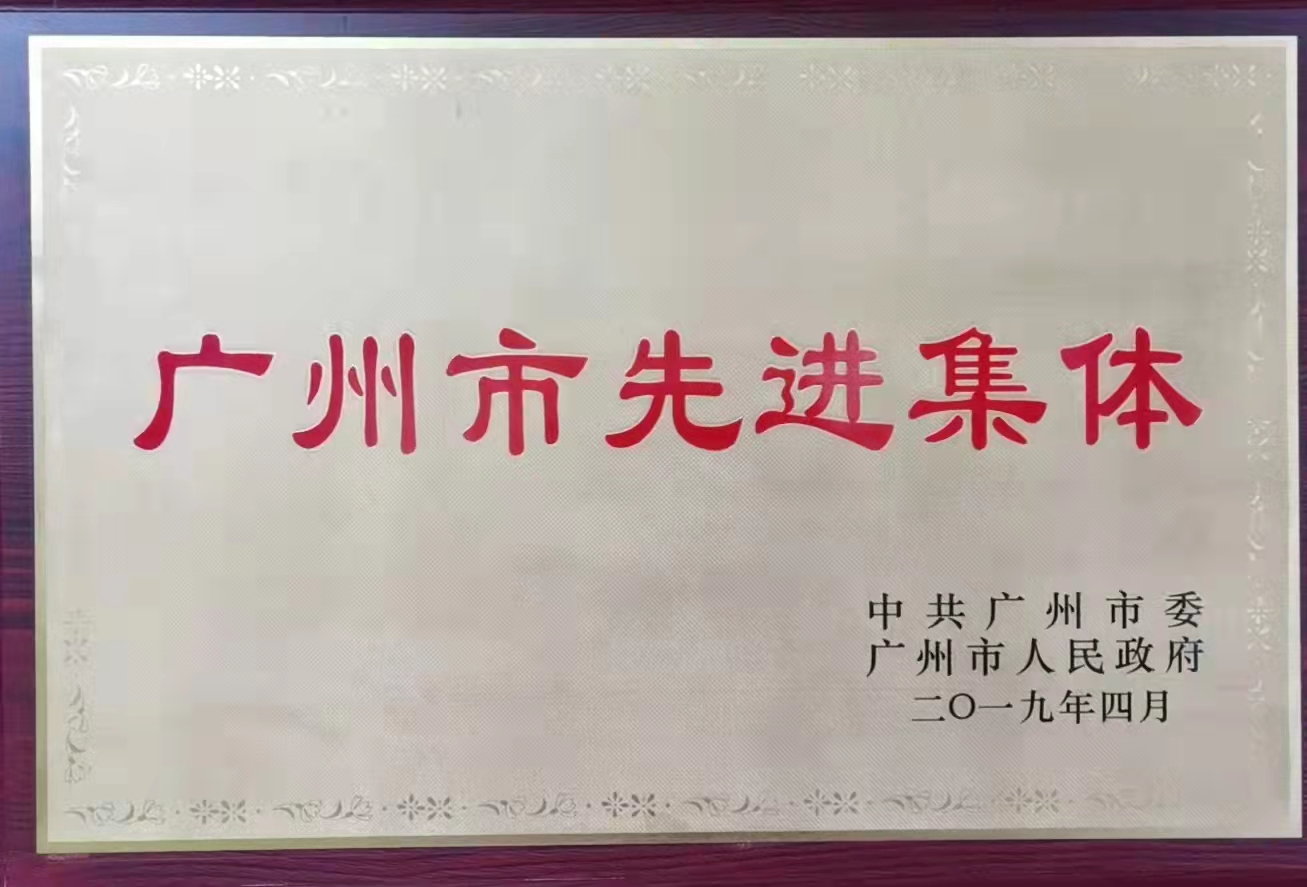 广州市先进集体
中共广州市委
广州市人民政府
二〇一九年四月